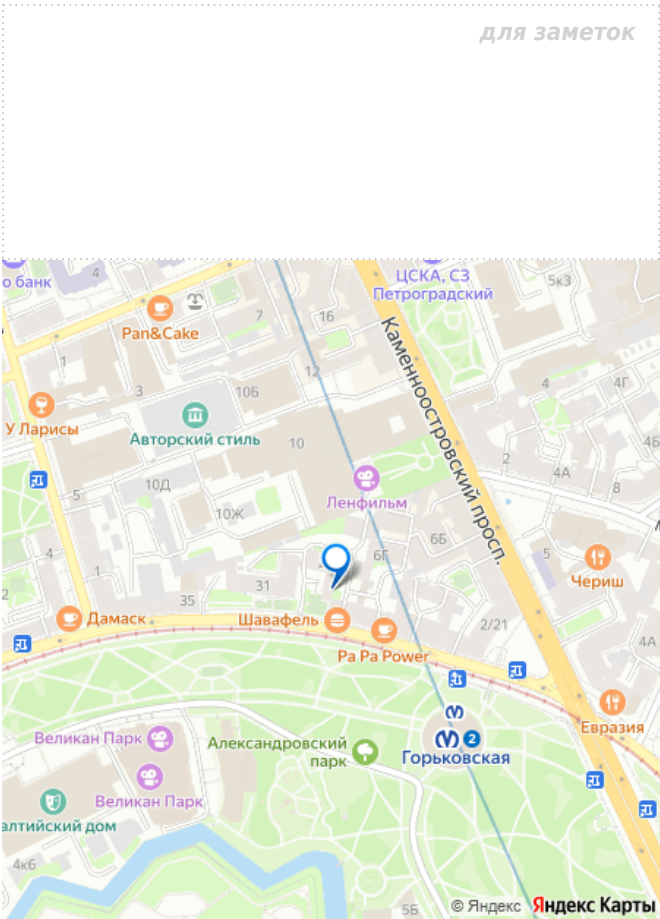 для заметок
о банк
4
ЦСКА, СЗ
Петроградский
5к3
7
16
Pan&Cake
Каменноостровский просп.
1
12
3
10Б
4
4Г
У Ларисы
Авторский стиль
10
4Б
2
4А
8
10Д
5
Ленфильм
10Ж
6Б
6Г
4
5
1
31
Чериш
35
Дамаск
Шавафель
2/21
4А
Pa Pa Power
Евразия
Великан Парк
Александровский
парк
2
Горьковская
Великан Парк
алтийский дом
4к6
5Б
© Яндекс
Яндекс Карты